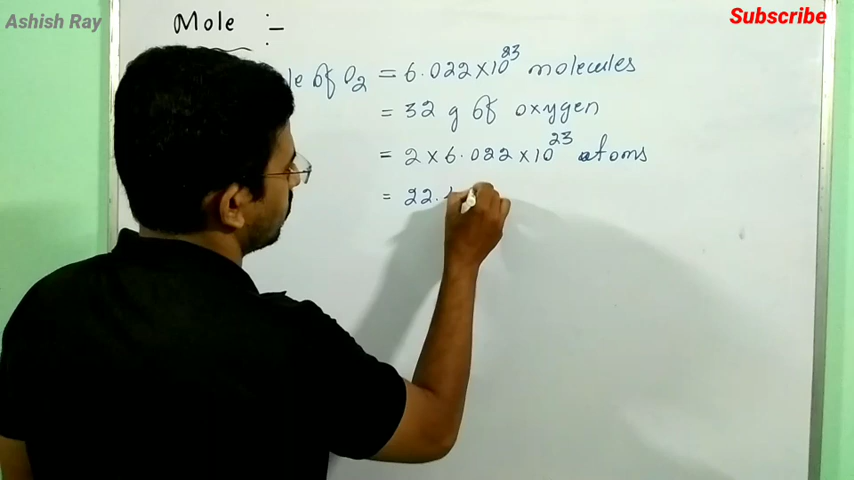 Ashish Ray
Subscribe
Mole :-
of O2 = 6.022×10^23 molecules
= 32 g of oxygen
= 2 × 6.022 × 10^23 atoms
= 22.